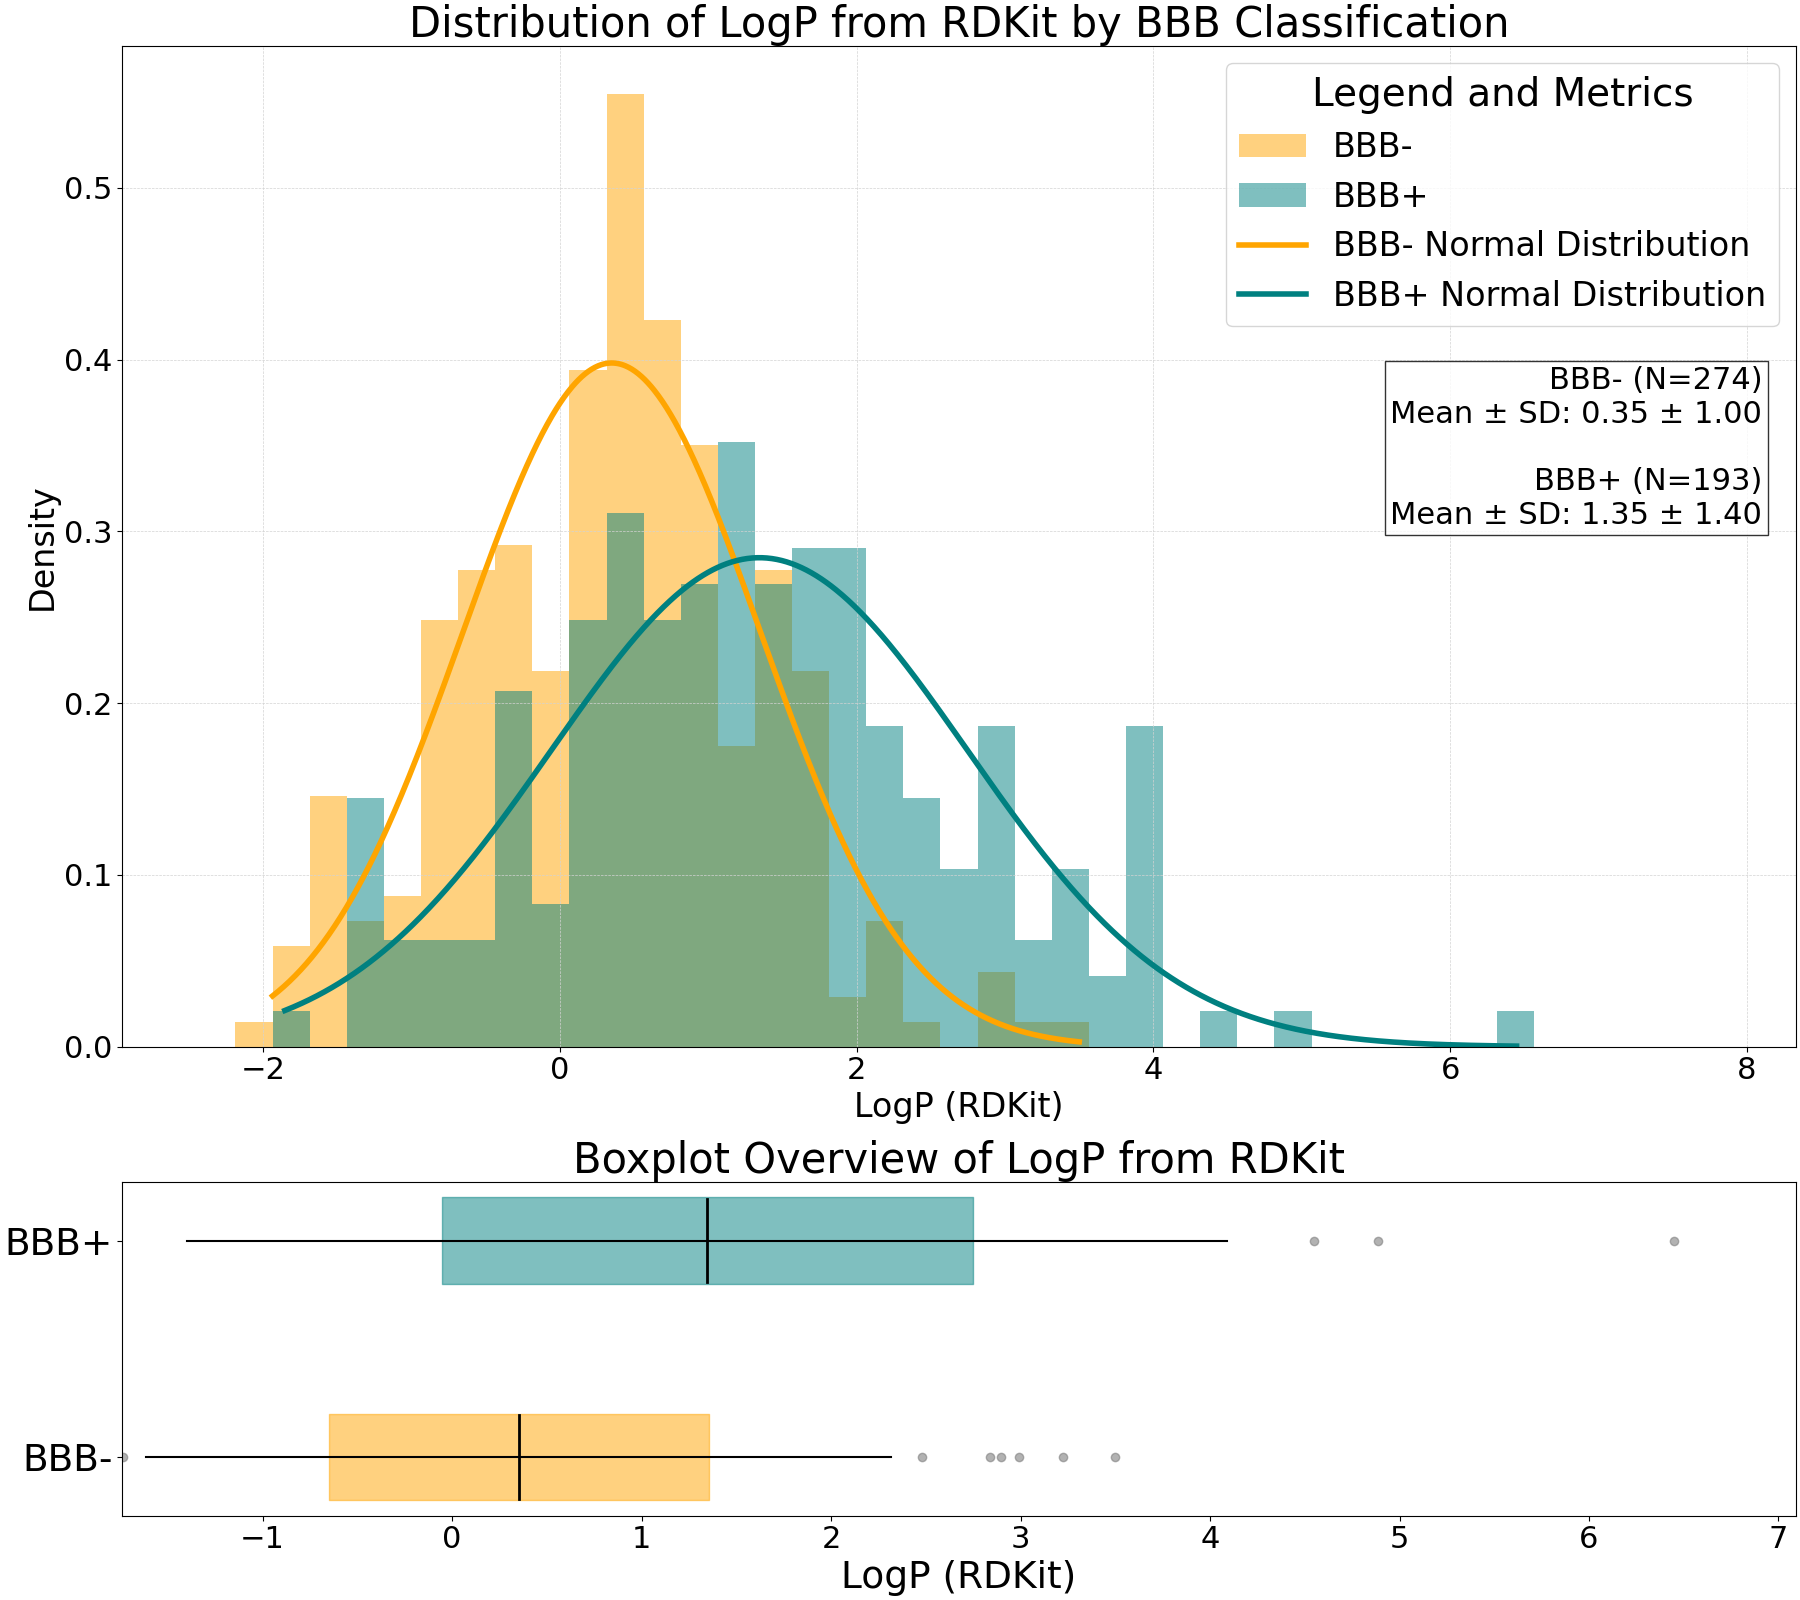 Distribution of LogP from RDKit by BBB Classification
Legend and Metrics
BBB-
BBB+
BBB- Normal Distribution
BBB+ Normal Distribution
BBB- (N=274)
Mean ± SD: 0.35 ± 1.00
BBB+ (N=193)
Mean ± SD: 1.35 ± 1.40
Density
0.5
0.4
0.3
0.2
0.1
0.0
−2 0 2 4 6 8
LogP (RDKit)
Boxplot Overview of LogP from RDKit
BBB+
BBB-
−1 0 1 2 3 4 5 6 7
LogP (RDKit)